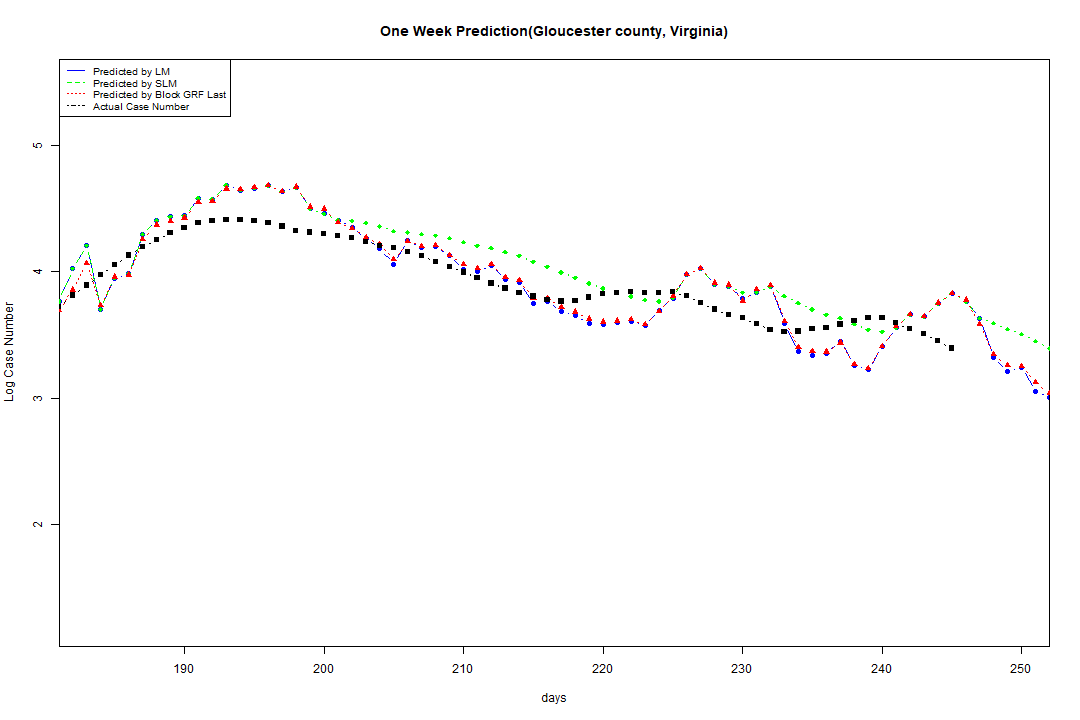 One Week Prediction(Gloucester county, Virginia)
Predicted by LM
Predicted by SLM
Predicted by Block GRF Last
Actual Case Number
5
4
3
2
Log Case Number
190 200 210 220 230 240 250
days